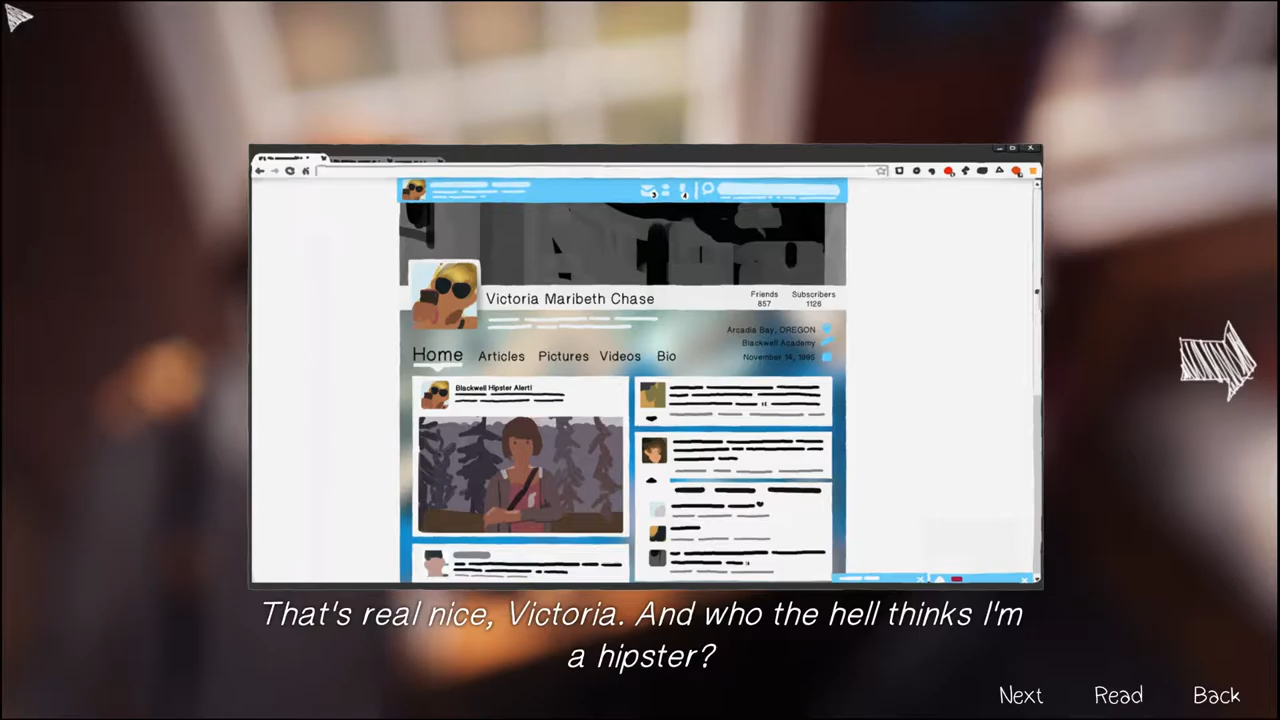 Victoria Maribeth Chase
Friends
857
Subscribers
1126
Arcadia Bay, OREGON
Blackwell Academy
November 14, 1995
Home Articles Pictures Videos Bio
Blackwell Hipster Alert!
That's real nice, Victoria. And who the hell thinks I'm
a hipster?
Next Read Back